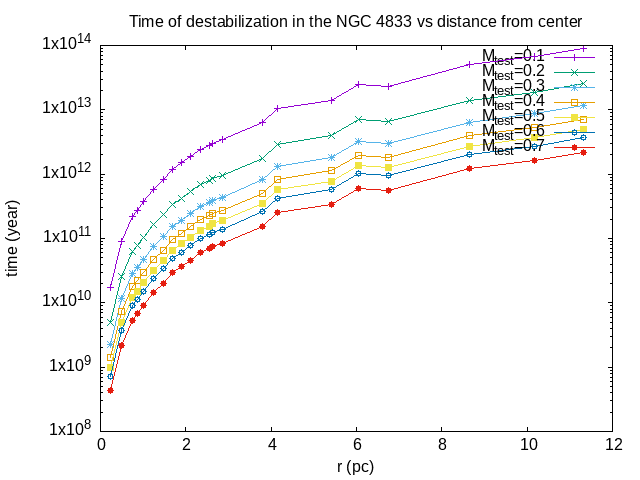 Time of destabilization in the NGC 4833 vs distance from center
1x10^14
1x10^13
1x10^12
1x10^11
1x10^10
1x10^9
1x10^8
time (year)
M_test=0.1
M_test=0.2
M_test=0.3
M_test=0.4
M_test=0.5
M_test=0.6
M_test=0.7
0 2 4 6 8 10 12
r (pc)